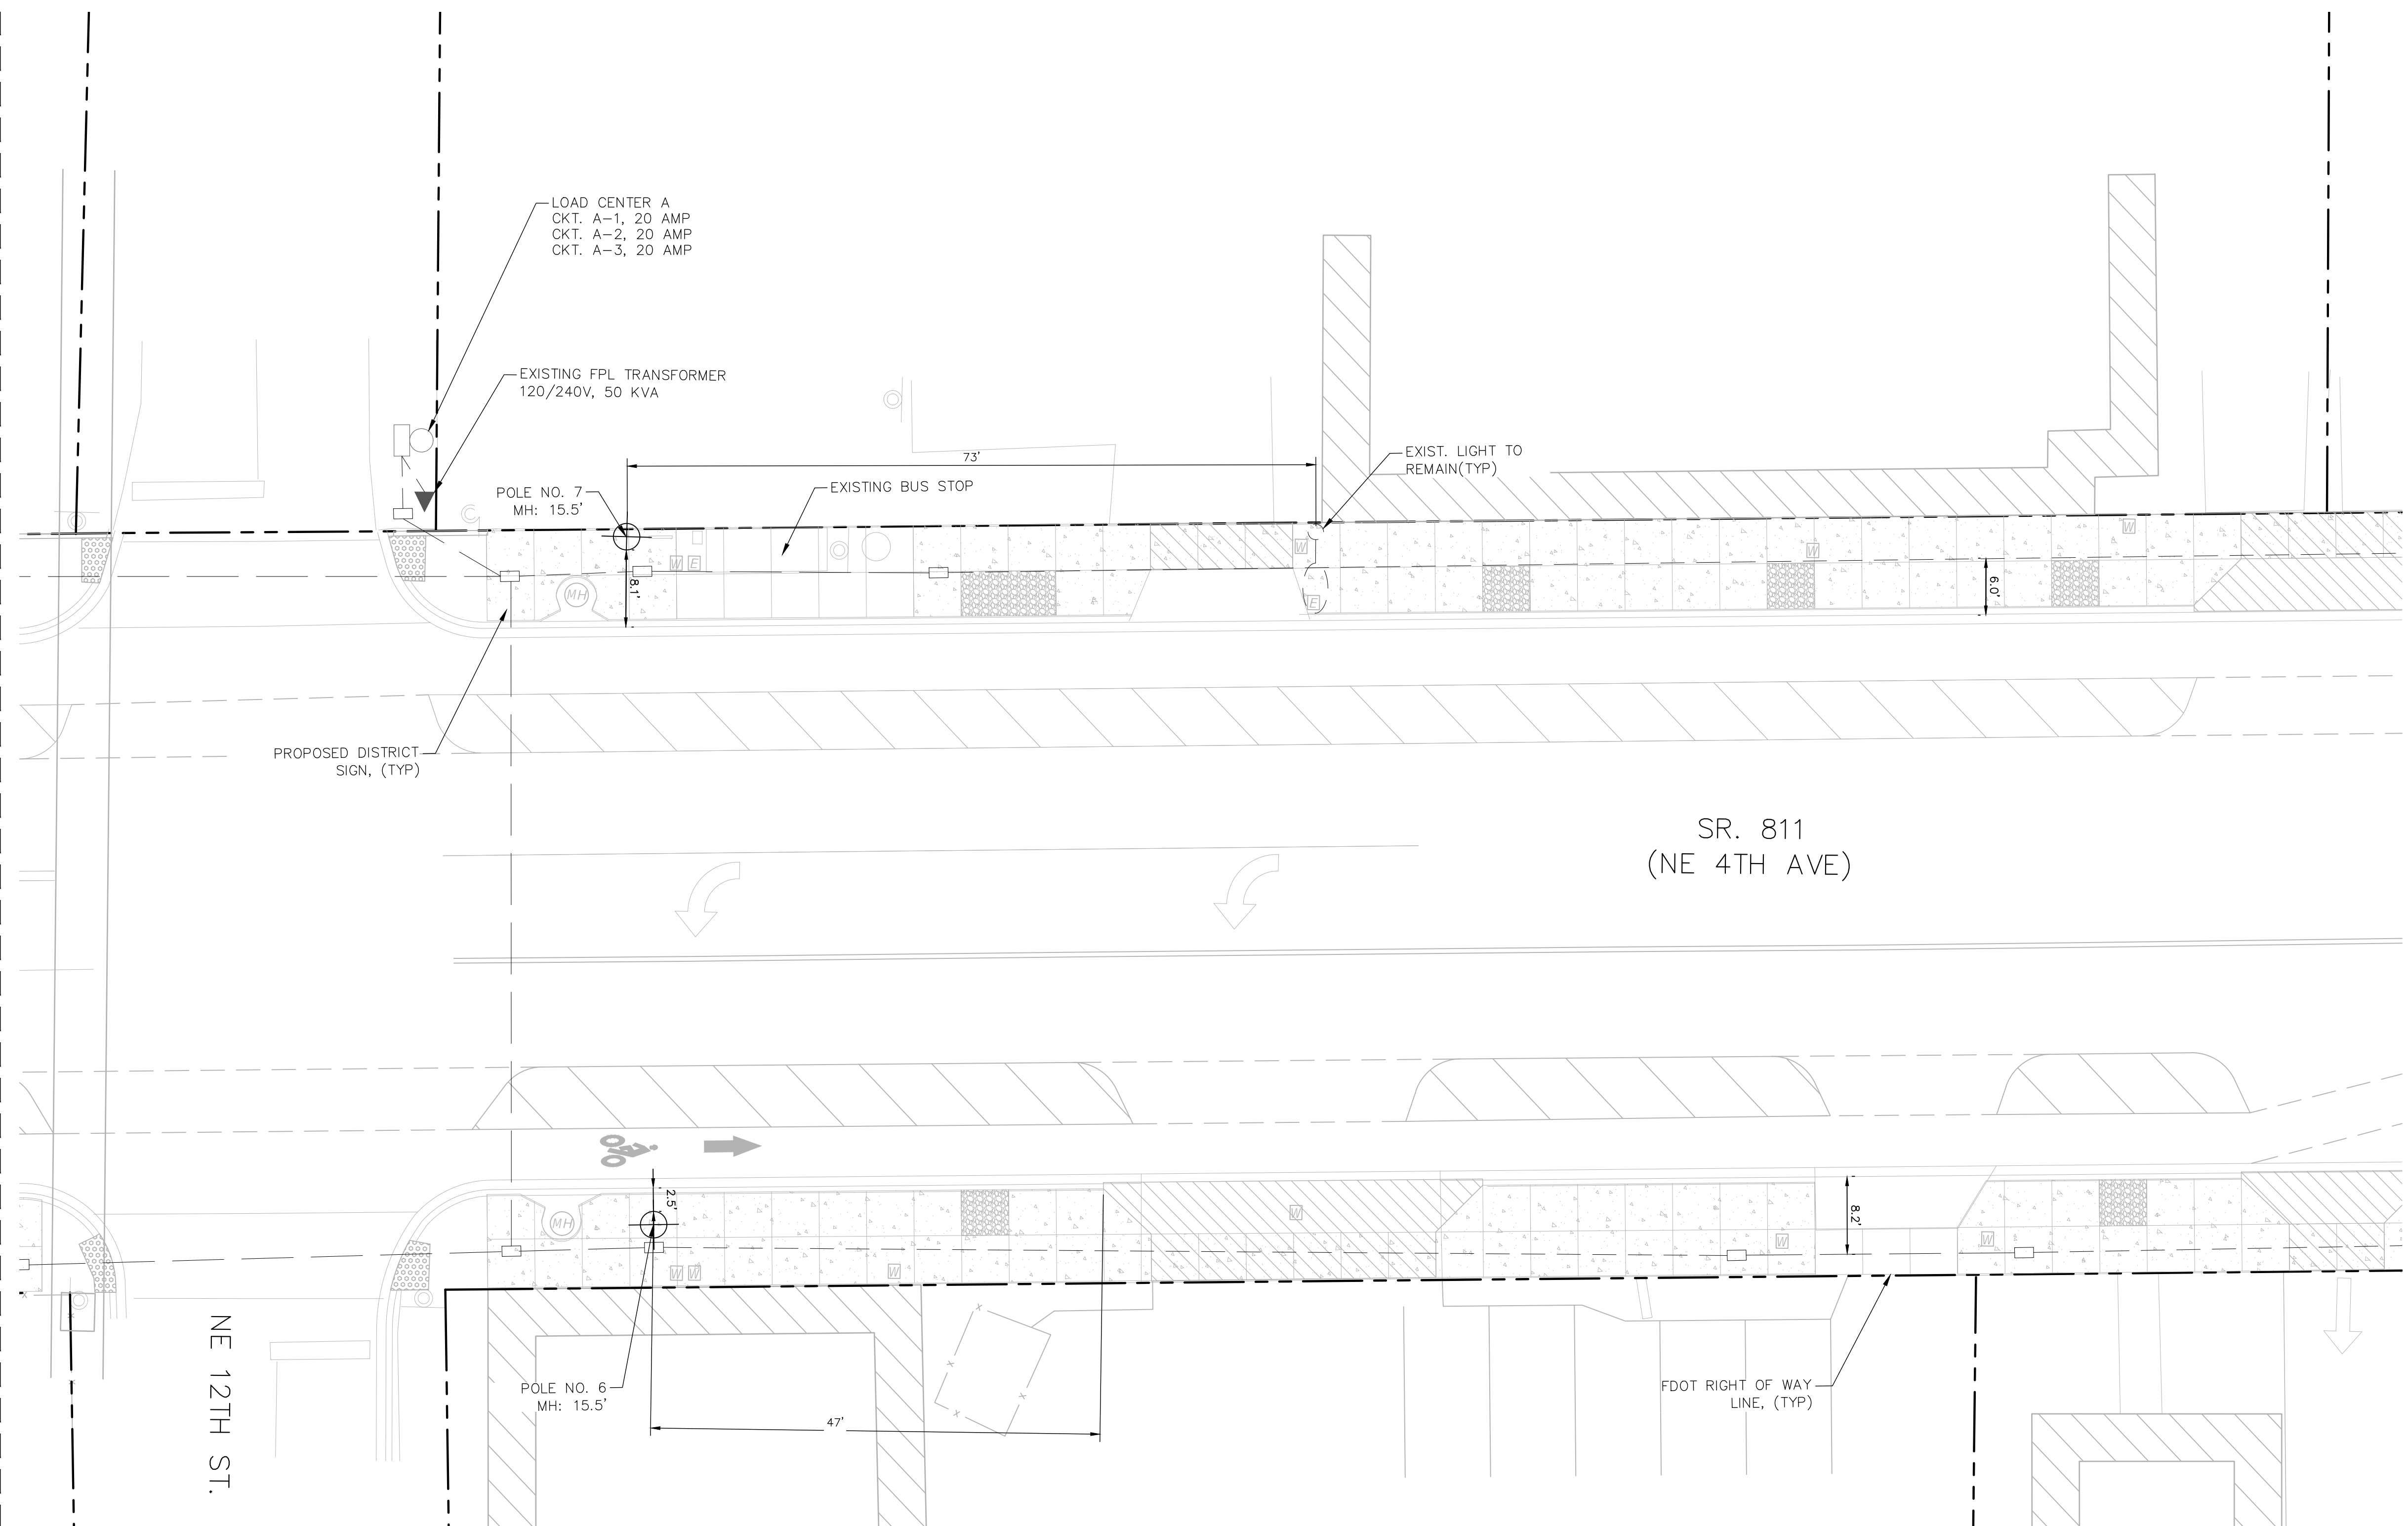 LOAD CENTER A
CKT. A-1, 20 AMP
CKT. A-2, 20 AMP
CKT. A-3, 20 AMP
EXISTING FPL TRANSFORMER
120/240V, 50 KVA
73'
EXIST. LIGHT TO
REMAIN(TYP)
POLE NO. 7
MH: 15.5'
EXISTING BUS STOP
W
E
W
W
W
MH
8.1'
E
6.0'
PROPOSED DISTRICT
SIGN, (TYP)
SR. 811
(NE 4TH AVE)
2.5'
MH
W
8.2'
W
W
W
W
W
NE 12TH ST.
POLE NO. 6
MH: 15.5'
47'
FDOT RIGHT OF WAY
LINE, (TYP)